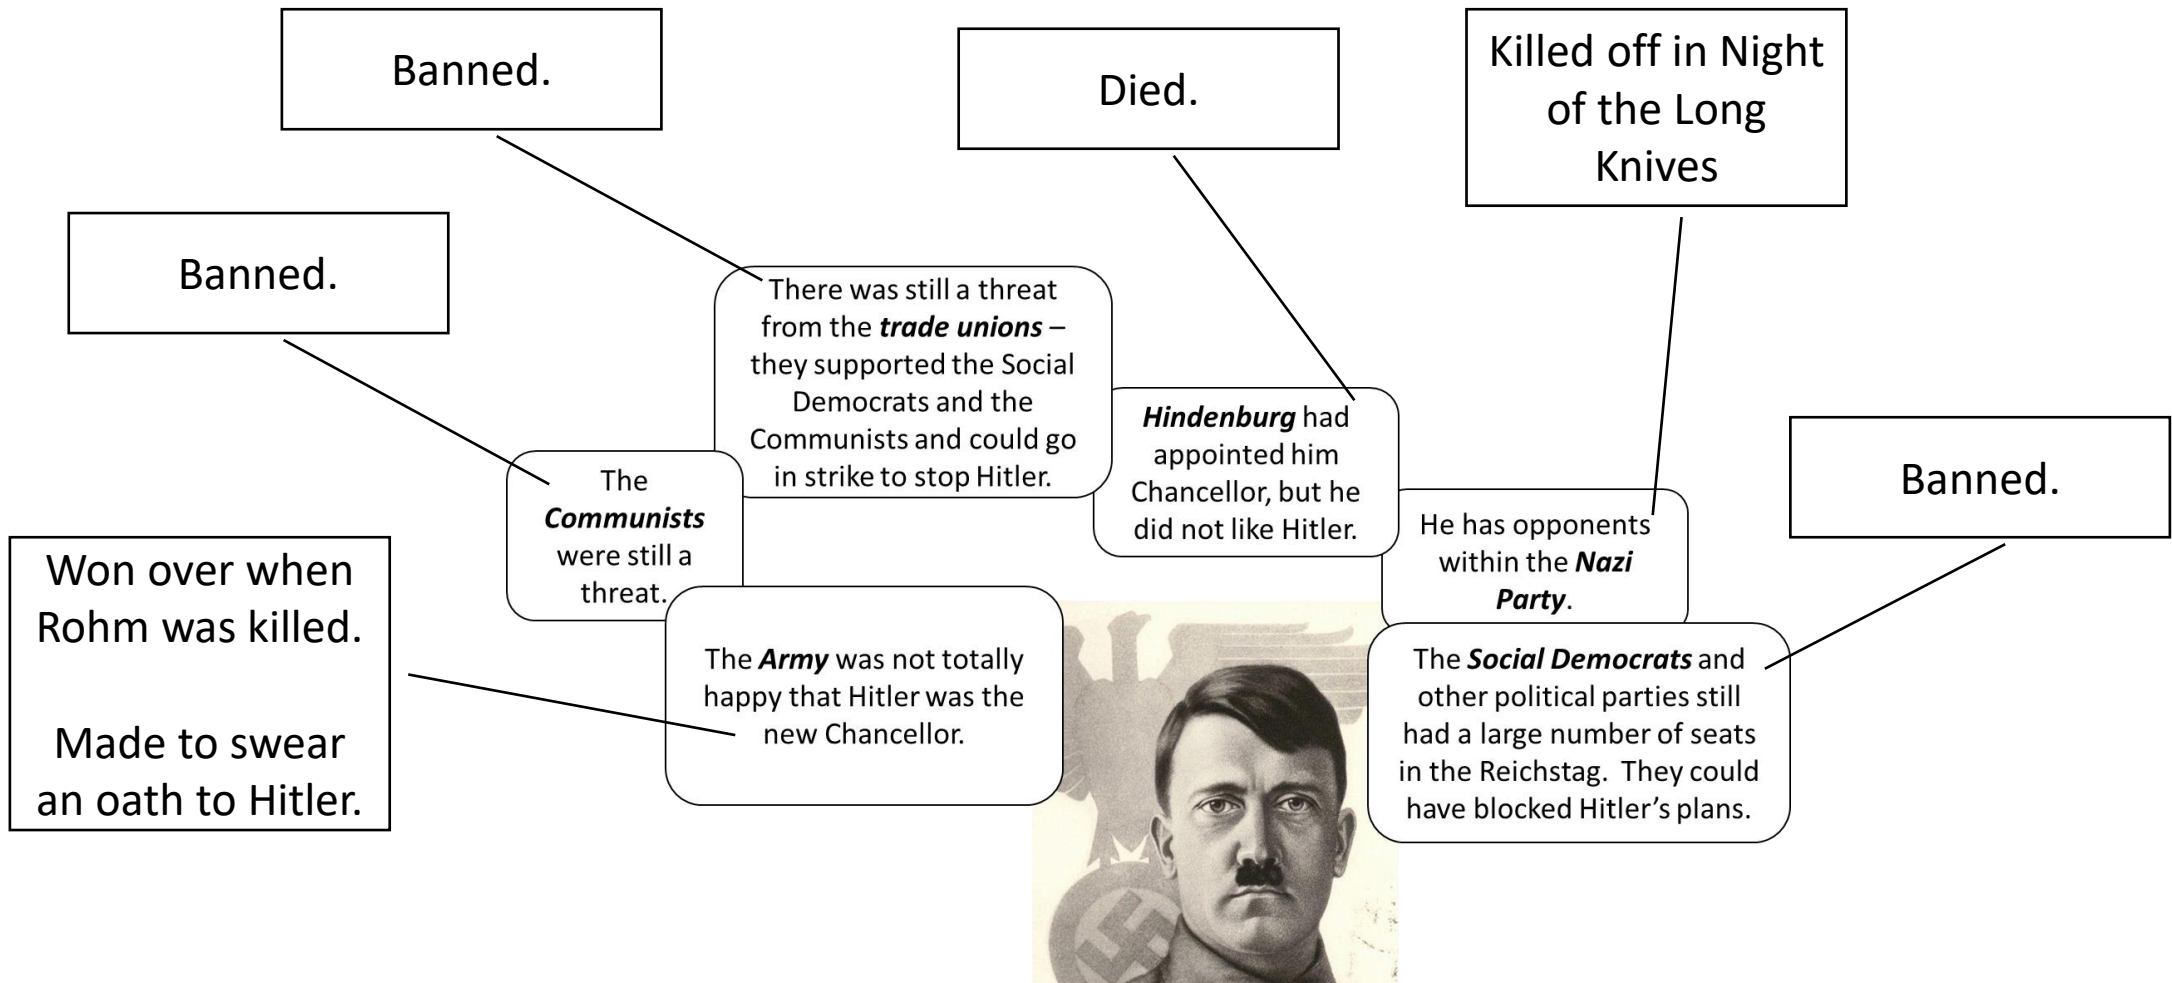 Banned.
Died.
Killed off in Night
of the Long
Knives
Banned.
There was still a threat
from the trade unions –
they supported the Social
Democrats and the
Communists and could go
in strike to stop Hitler.
Hindenburg had
appointed him
Chancellor, but he
did not like Hitler.
Banned.
The
Communists
were still a
threat.
He has opponents
within the Nazi
Party.
Won over when
Rohm was killed.
Made to swear
an oath to Hitler.
The Army was not totally
happy that Hitler was the
new Chancellor.
The Social Democrats and
other political parties still
had a large number of seats
in the Reichstag. They could
have blocked Hitler’s plans.